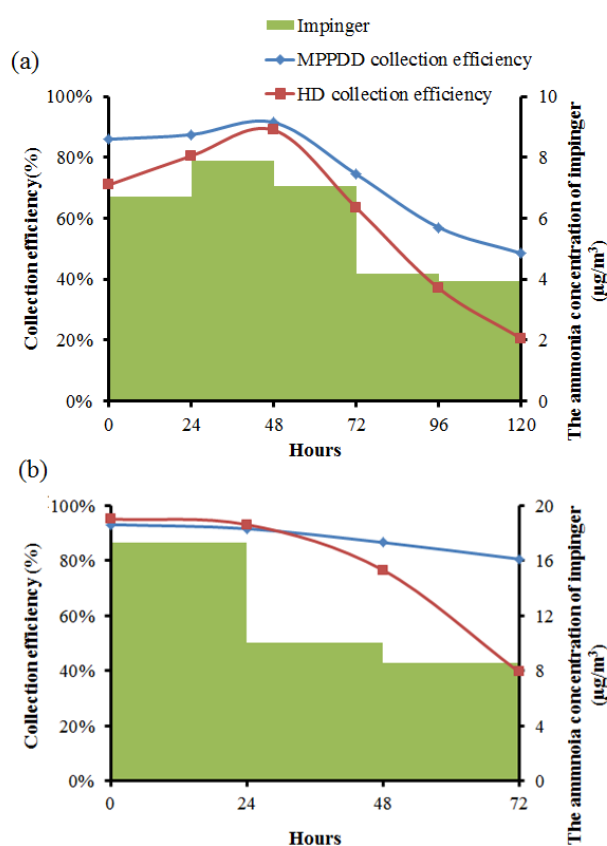 Impinger
MPPDD collection efficiency
HD collection efficiency
(a)
100%
80%
60%
40%
20%
0%
Collection efficiency(%)
10
8
6
4
2
0
The ammonia concentration of impinger
(μg/m³)
0 24 48 72 96 120
Hours
(b)
100%
80%
60%
40%
20%
0%
Collection efficiency (%)
20
16
12
8
4
0
The ammnoia concentration of impinger
(μg/m³)
0 24 48 72
Hours